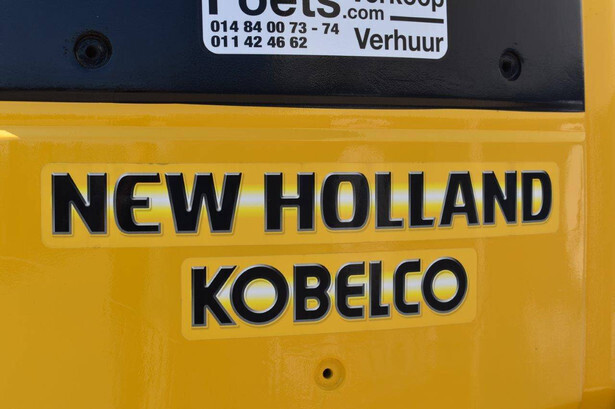 Poets.com
014 84 00 73 - 74
011 42 46 62
Verkoop
Verhuur
NEW HOLLAND
KOBELCO